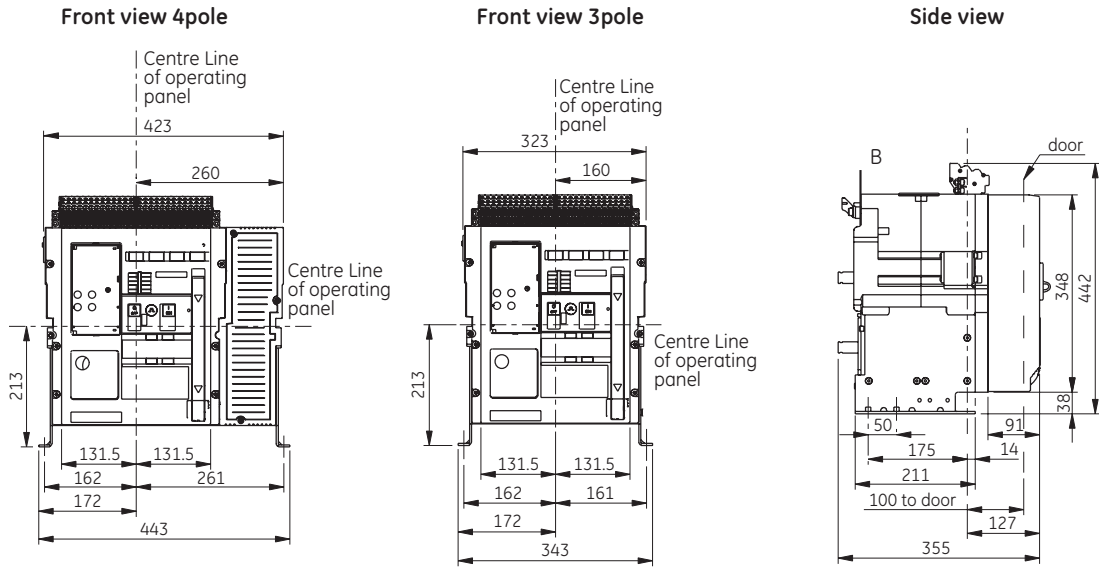 Front view 4pole
Centre Line
of operating
panel
423
260
Centre Line
of operating
panel
213
131.5
131.5
162
261
172
443
Front view 3pole
Centre Line
of operating
panel
323
160
Centre Line
of operating
panel
213
131.5
131.5
162
161
172
343
Side view
B
door
348
442
38
50
91
175
14
211
100 to door
127
355